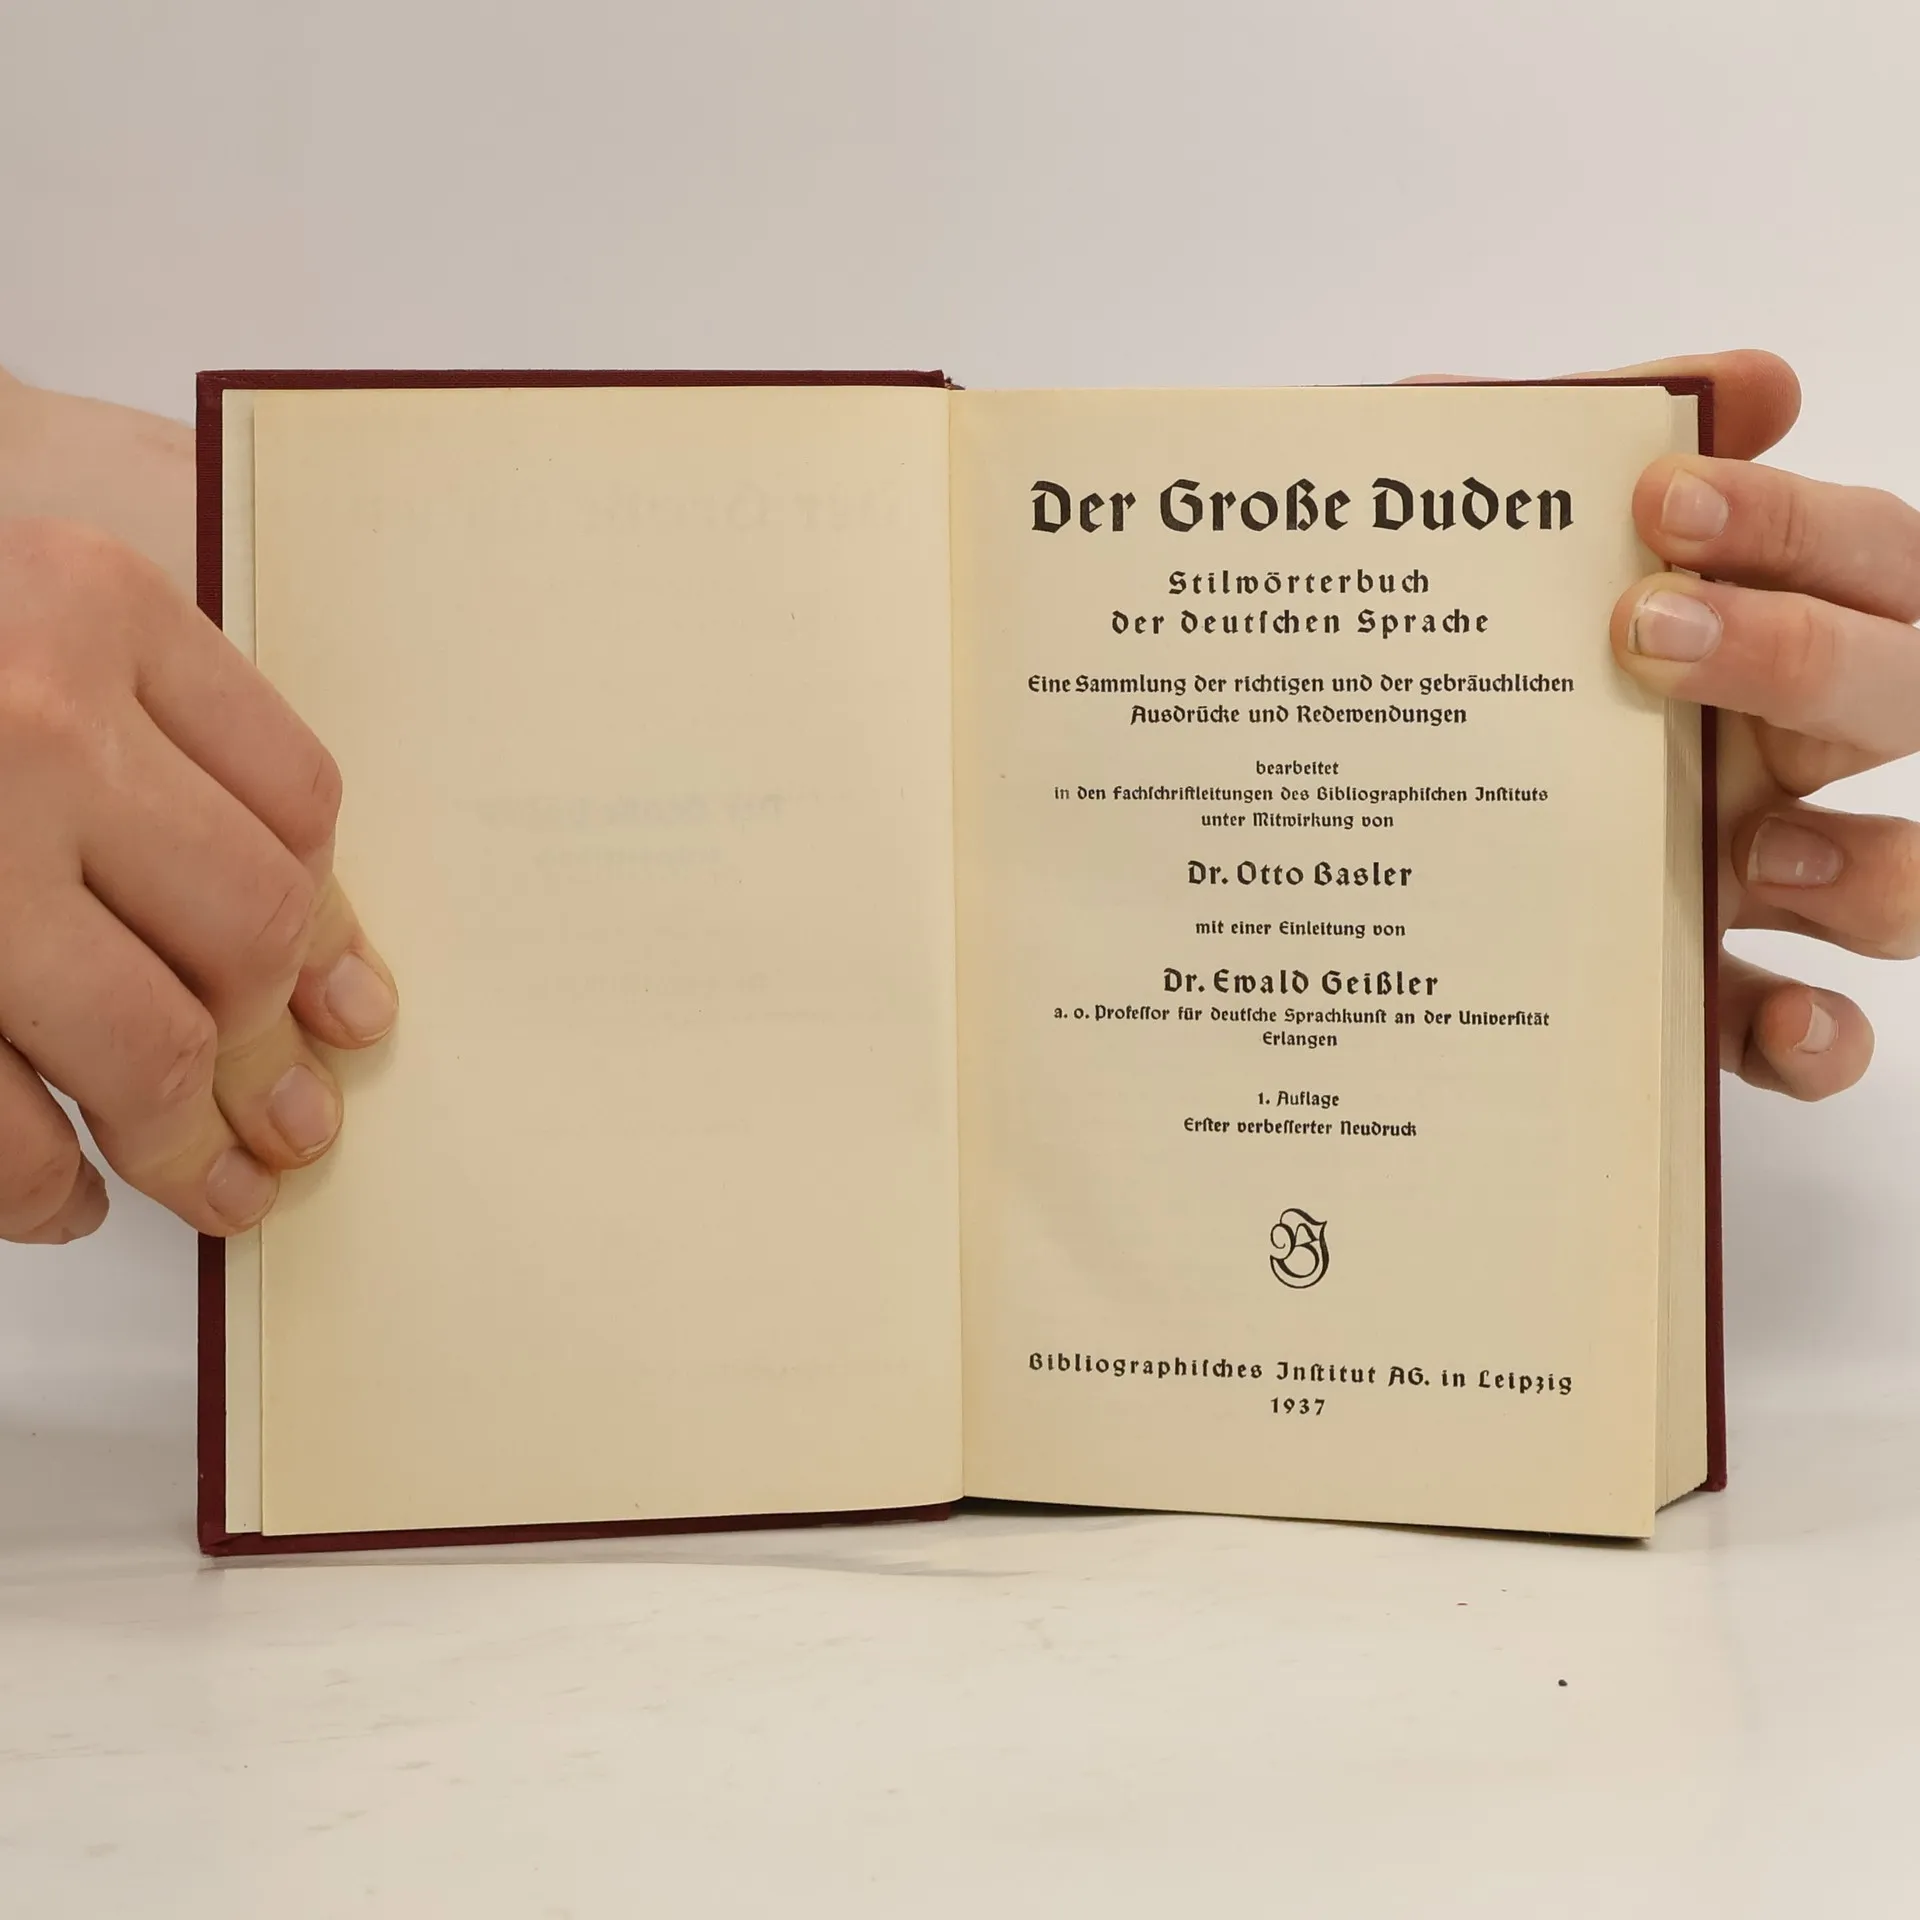 Der Große Duden
Stilwörterbuch
der deutſchen Sprache
Eine Sammlung der richtigen und der gebräuchlichen
Ausdrücke und Redewendungen
bearbeitet
in den Fachſchriftleitungen des Bibliographiſchen Inſtituts
unter Mitwirkung von
Dr. Otto Basler
mit einer Einleitung von
Dr. Ewald Geißler
a. o. Profeſſor für deutſche Sprachkunſt an der Univerſität
Erlangen
1. Auflage
Erſter verbeſſerter Neudruck
BI
Bibliographiſches Inſtitut AG. in Leipzig
1937